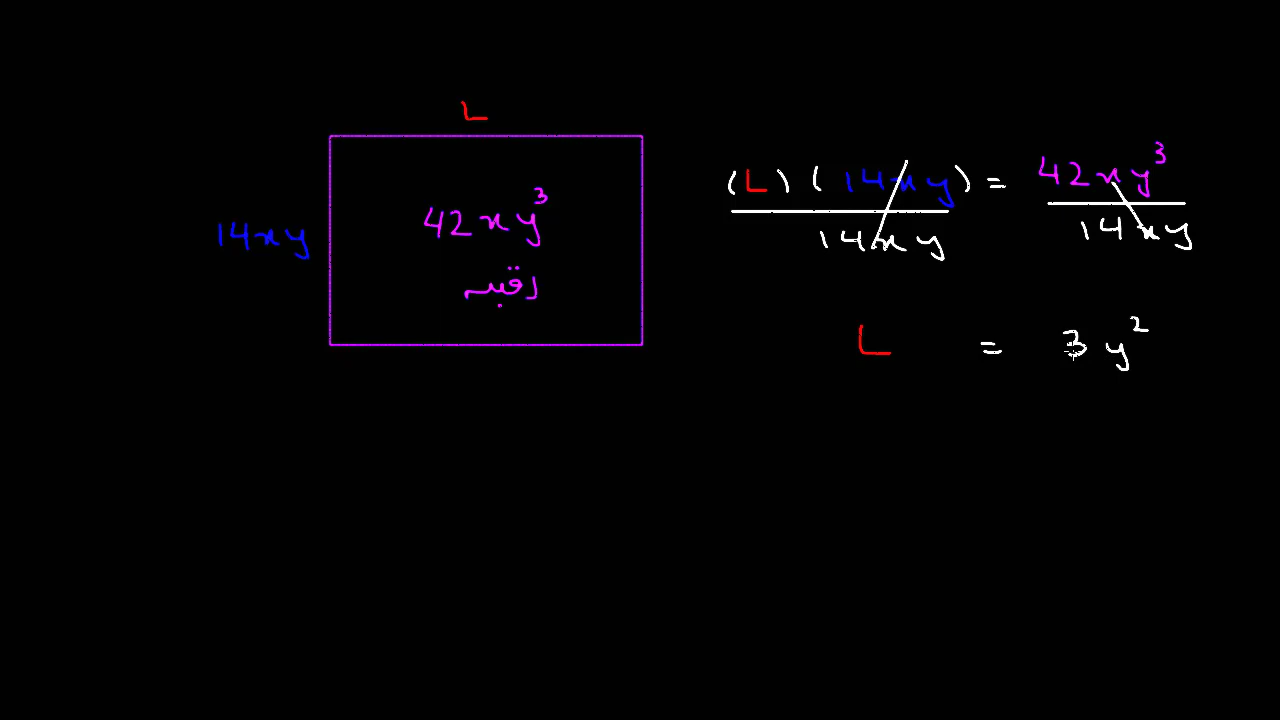 L
14xy
42xy³
رقبہ
(L)(14xy) = 42xy³
14xy 14xy
L = 3y²